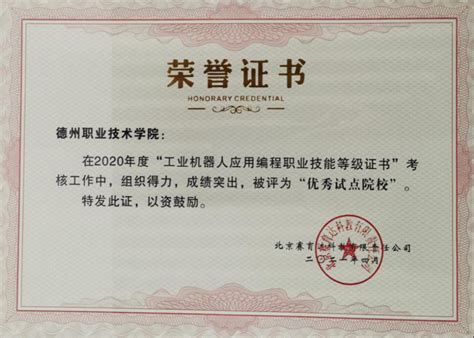 荣誉证书
HONORARY CREDENTIAL
德州职业技术学院:
在2020年度“工业机器人应用编程职业技能等级证书”考
核工作中,组织得力,成绩突出,被评为“优秀试点院校”。
特发此证,以资鼓励。
北京赛育达科教有限责任公司
二〇二一年四月